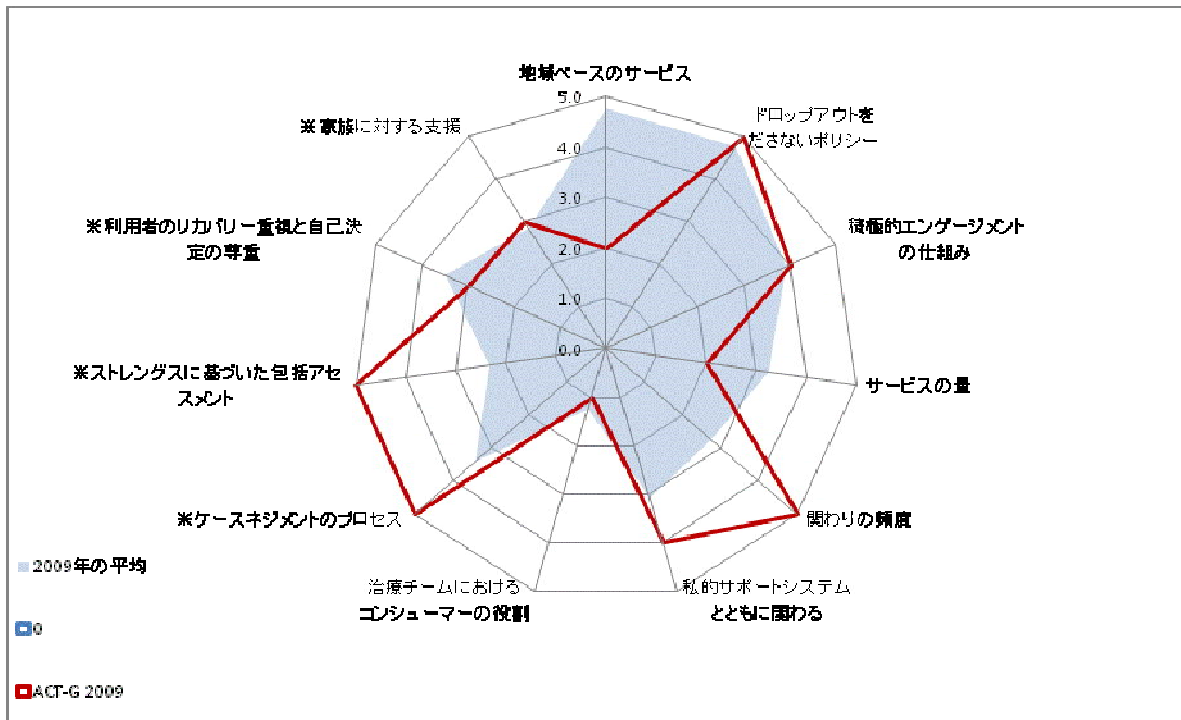 地域ベースのサービス
ドロップアウトを
ださないポリシー
積極的エンゲージメント
の仕組み
サービスの量
関わりの頻度
私的サポートシステム
とともに関わる
治療チームにおける
コンシューマーの役割
※ケースネジメントのプロセス
※ストレングスに基づいた包括アセ
スメント
※利用者のリカバリー重視と自己決
定の尊重
※家族に対する支援
5.0
4.0
3.0
2.0
1.0
0.0
2009年の平均
0
ACT-G 2009